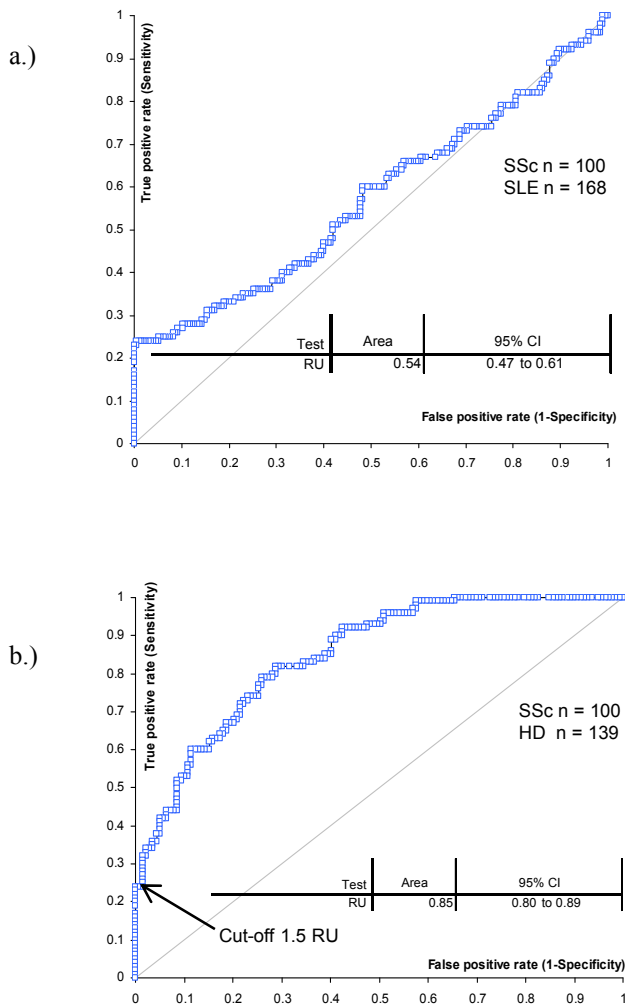 a.)
True positive rate (Sensitivity)
1
0.9
0.8
0.7
0.6
0.5
0.4
0.3
0.2
0.1
0
SSc n = 100
SLE n = 168
Test Area 95% CI
RU 0.54 0.47 to 0.61
False positive rate (1-Specificity)
0 0.1 0.2 0.3 0.4 0.5 0.6 0.7 0.8 0.9 1
b.)
True positive rate (Sensitivity)
1
0.9
0.8
0.7
0.6
0.5
0.4
0.3
0.2
0.1
0
SSc n = 100
HD n = 139
Test Area 95% CI
RU 0.85 0.80 to 0.89
Cut-off 1.5 RU
False positive rate (1-Specificity)
0 0.1 0.2 0.3 0.4 0.5 0.6 0.7 0.8 0.9 1